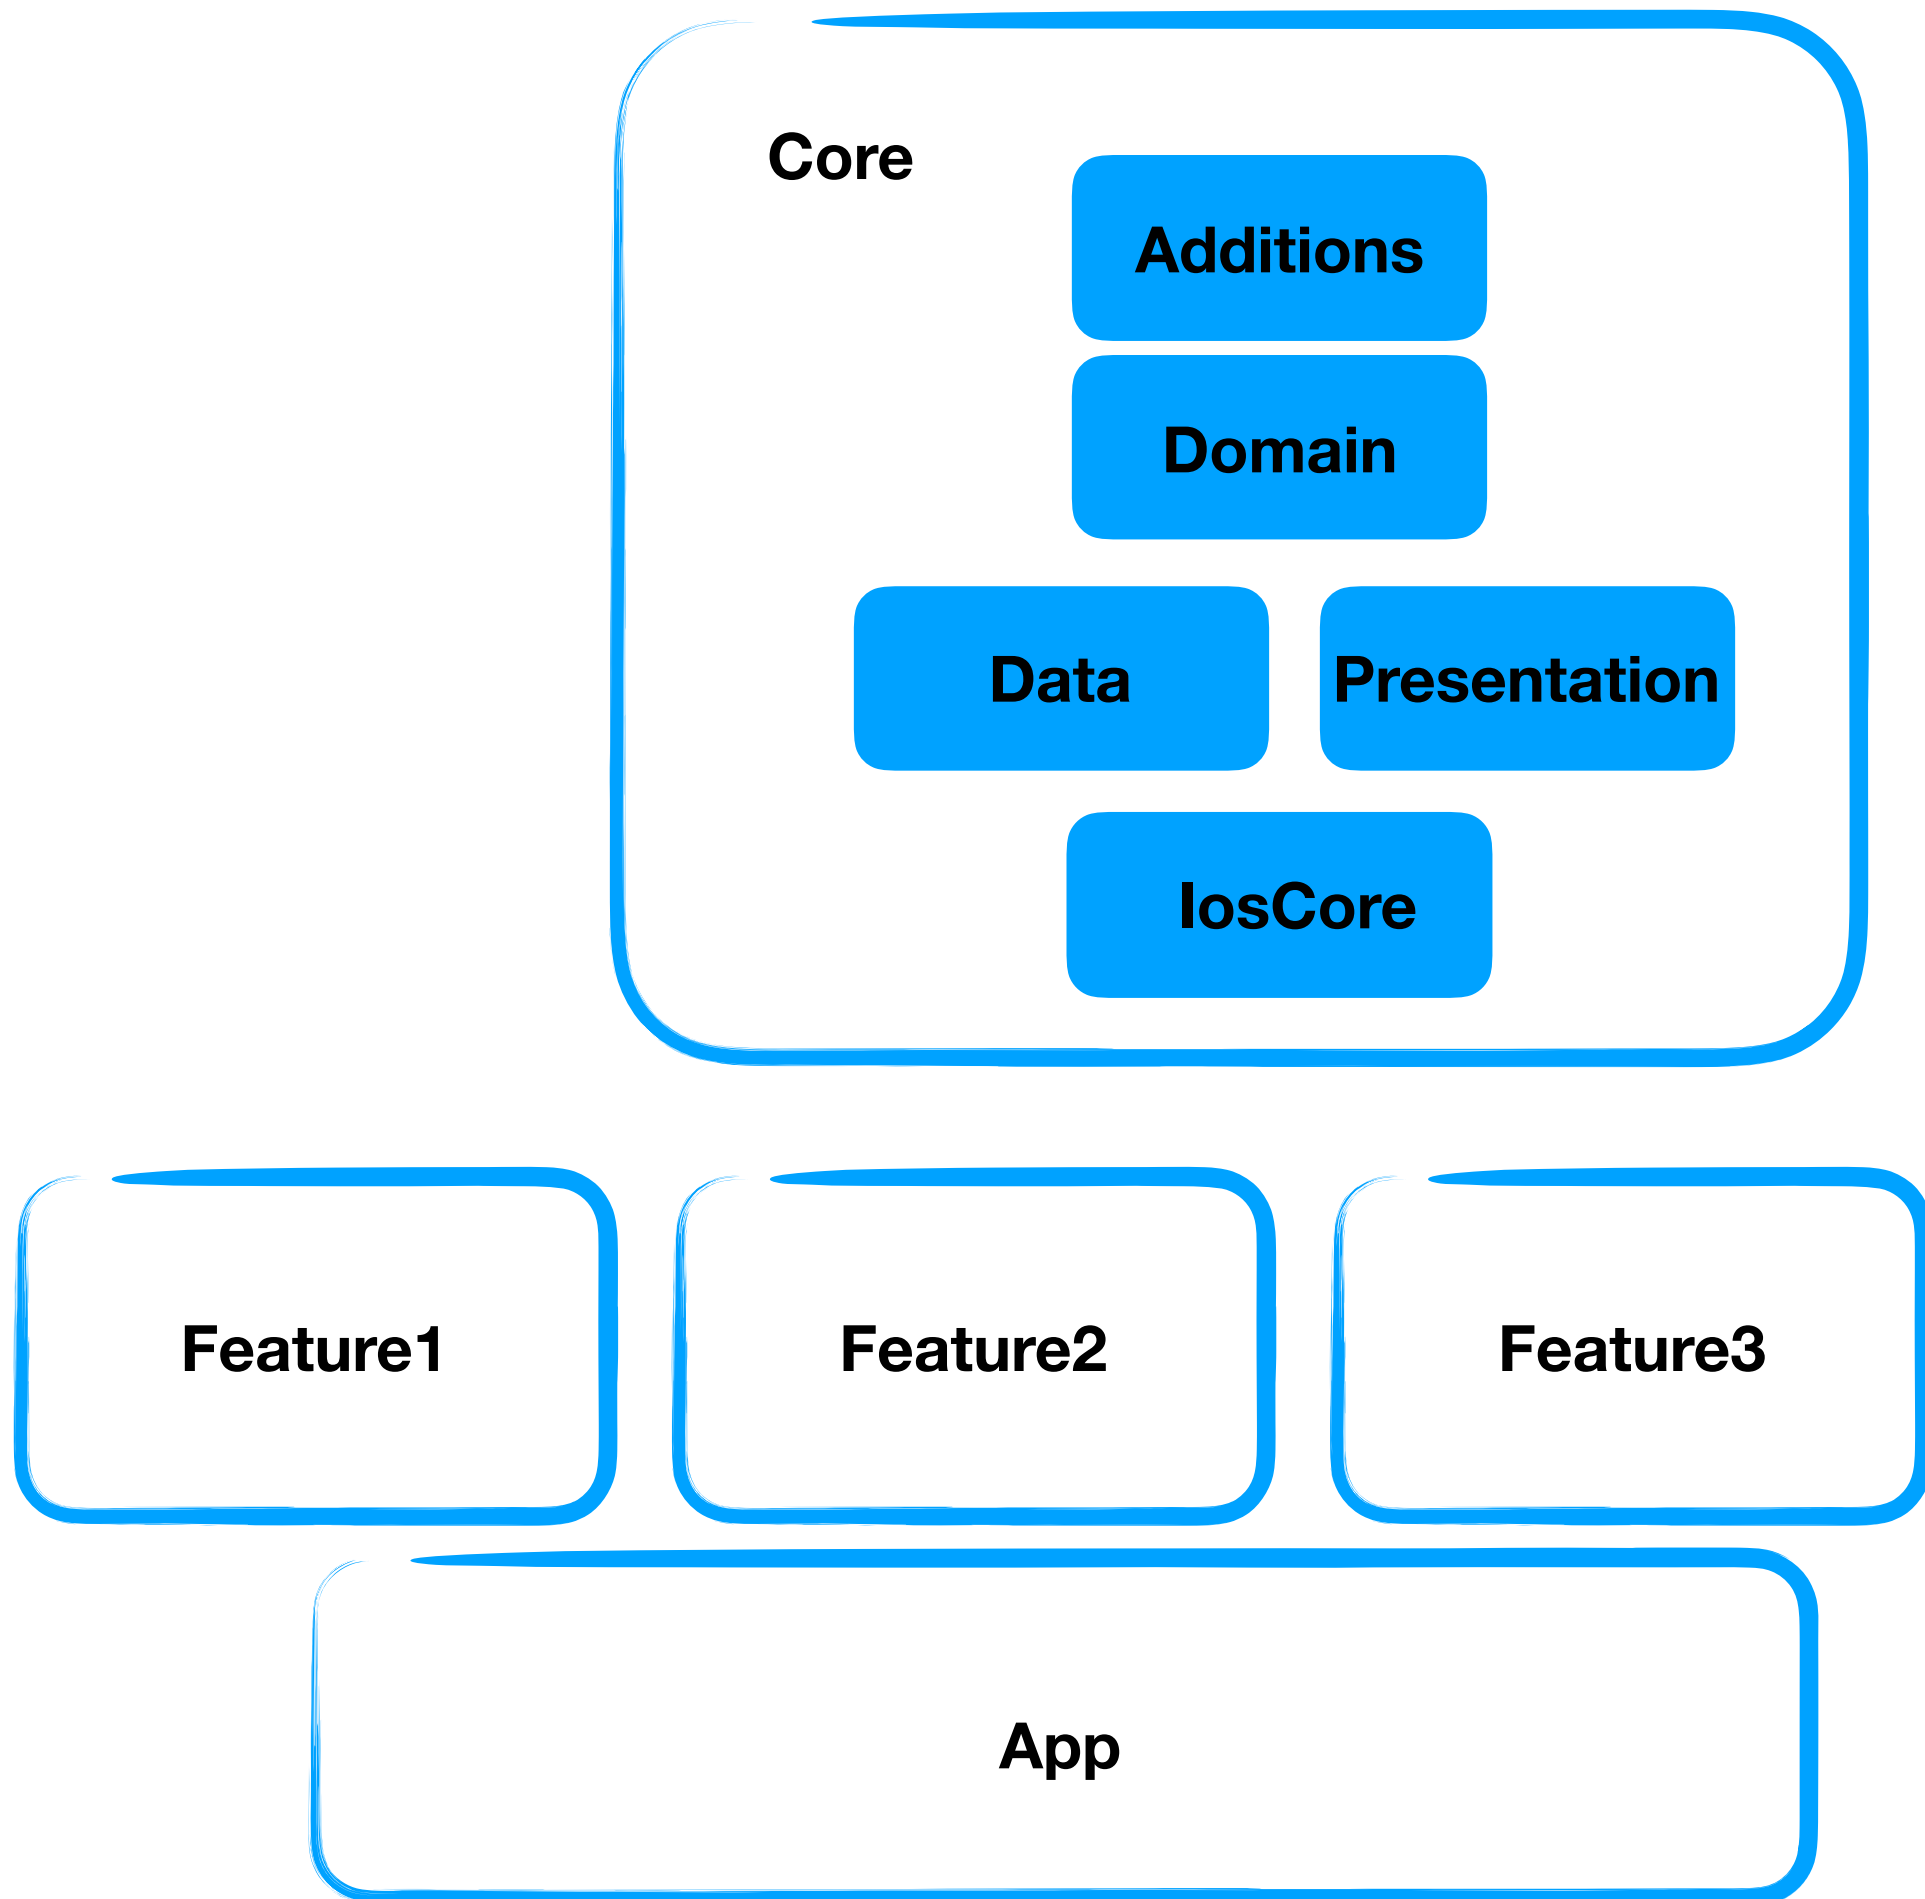 Core
Additions
Domain
Data
Presentation
IosCore
Feature1
Feature2
Feature3
App